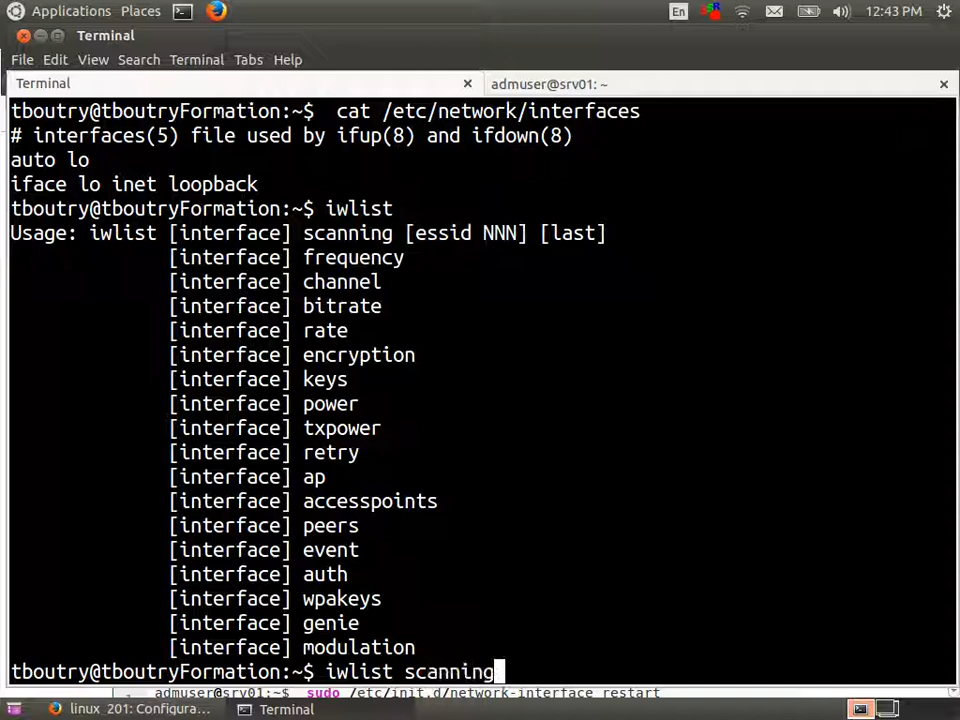 Applications Places En 12:43 PM
Terminal
File Edit View Search Terminal Tabs Help
Terminal × admuser@srv01: ~ ×
tboutry@tboutryFormation:~$  cat /etc/network/interfaces
# interfaces(5) file used by ifup(8) and ifdown(8)
auto lo
iface lo inet loopback
tboutry@tboutryFormation:~$ iwlist
Usage: iwlist [interface] scanning [essid NNN] [last]
[interface] frequency
[interface] channel
[interface] bitrate
[interface] rate
[interface] encryption
[interface] keys
[interface] power
[interface] txpower
[interface] retry
[interface] ap
[interface] accesspoints
[interface] peers
[interface] event
[interface] auth
[interface] wpakeys
[interface] genie
[interface] modulation
tboutry@tboutryFormation:~$ iwlist scanning
admuser@srv01:~$ sudo /etc/init.d/network-interface restart
linux_201: Configura... Terminal